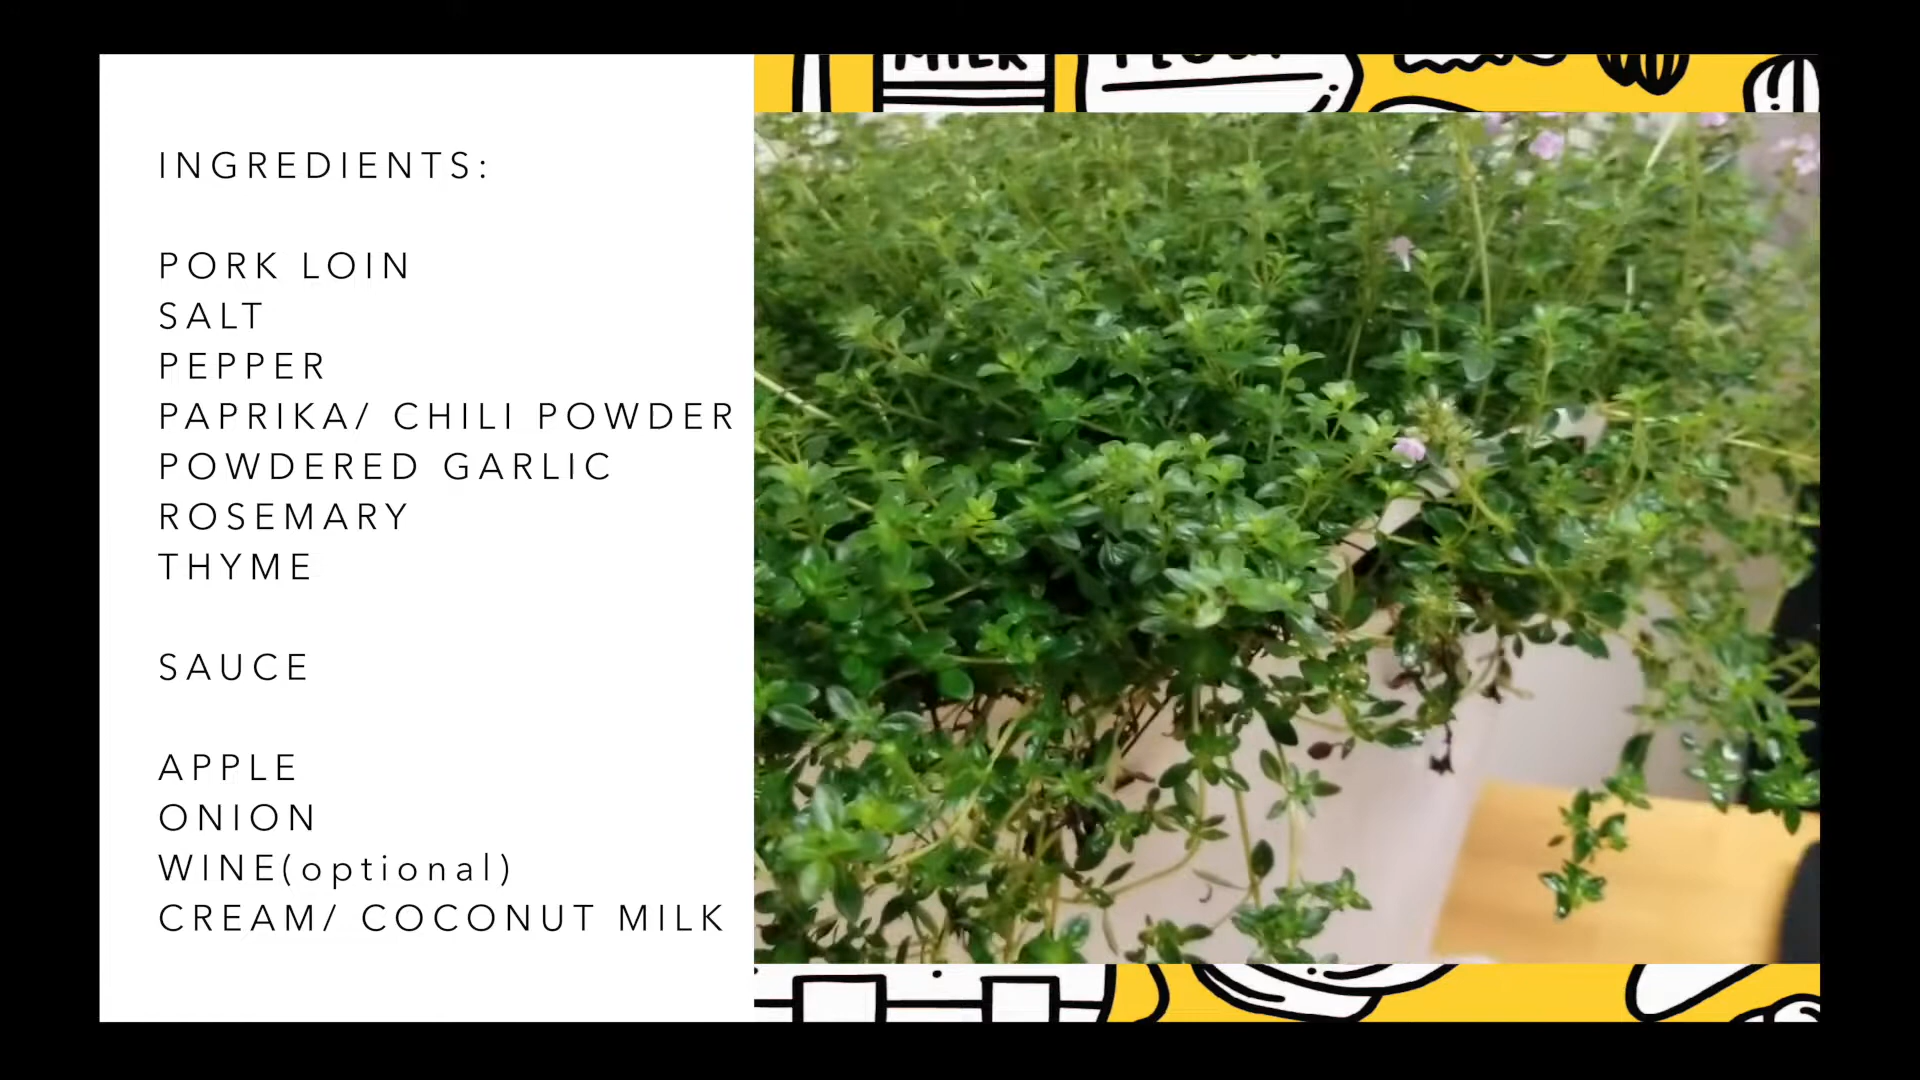 MILK
INGREDIENTS:
PORK LOIN
SALT
PEPPER
PAPRIKA/ CHILI POWDER
POWDERED GARLIC
ROSEMARY
THYME
SAUCE
APPLE
ONION
WINE(optional)
CREAM/ COCONUT MILK